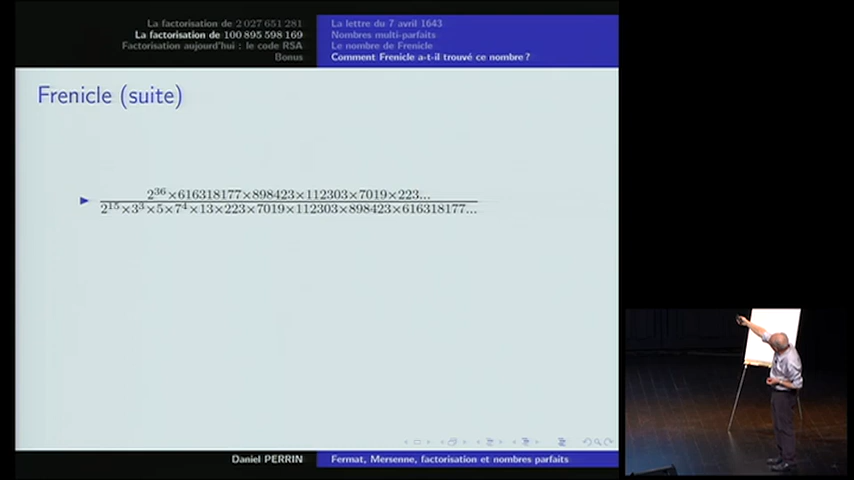 La factorisation de 2 027 651 281
La factorisation de 100 895 598 169
Factorisation aujourd'hui : le code RSA
Bonus
La lettre du 7 avril 1643
Nombres multi-parfaits
Le nombre de Frenicle
Comment Frenicle a-t-il trouvé ce nombre ?
Frenicle (suite)
2^36×616318177×898423×112303×7019×223...
2^15×3^3×5×7^4×13×223×7019×112303×898423×616318177...
Daniel PERRIN
Fermat, Mersenne, factorisation et nombres parfaits